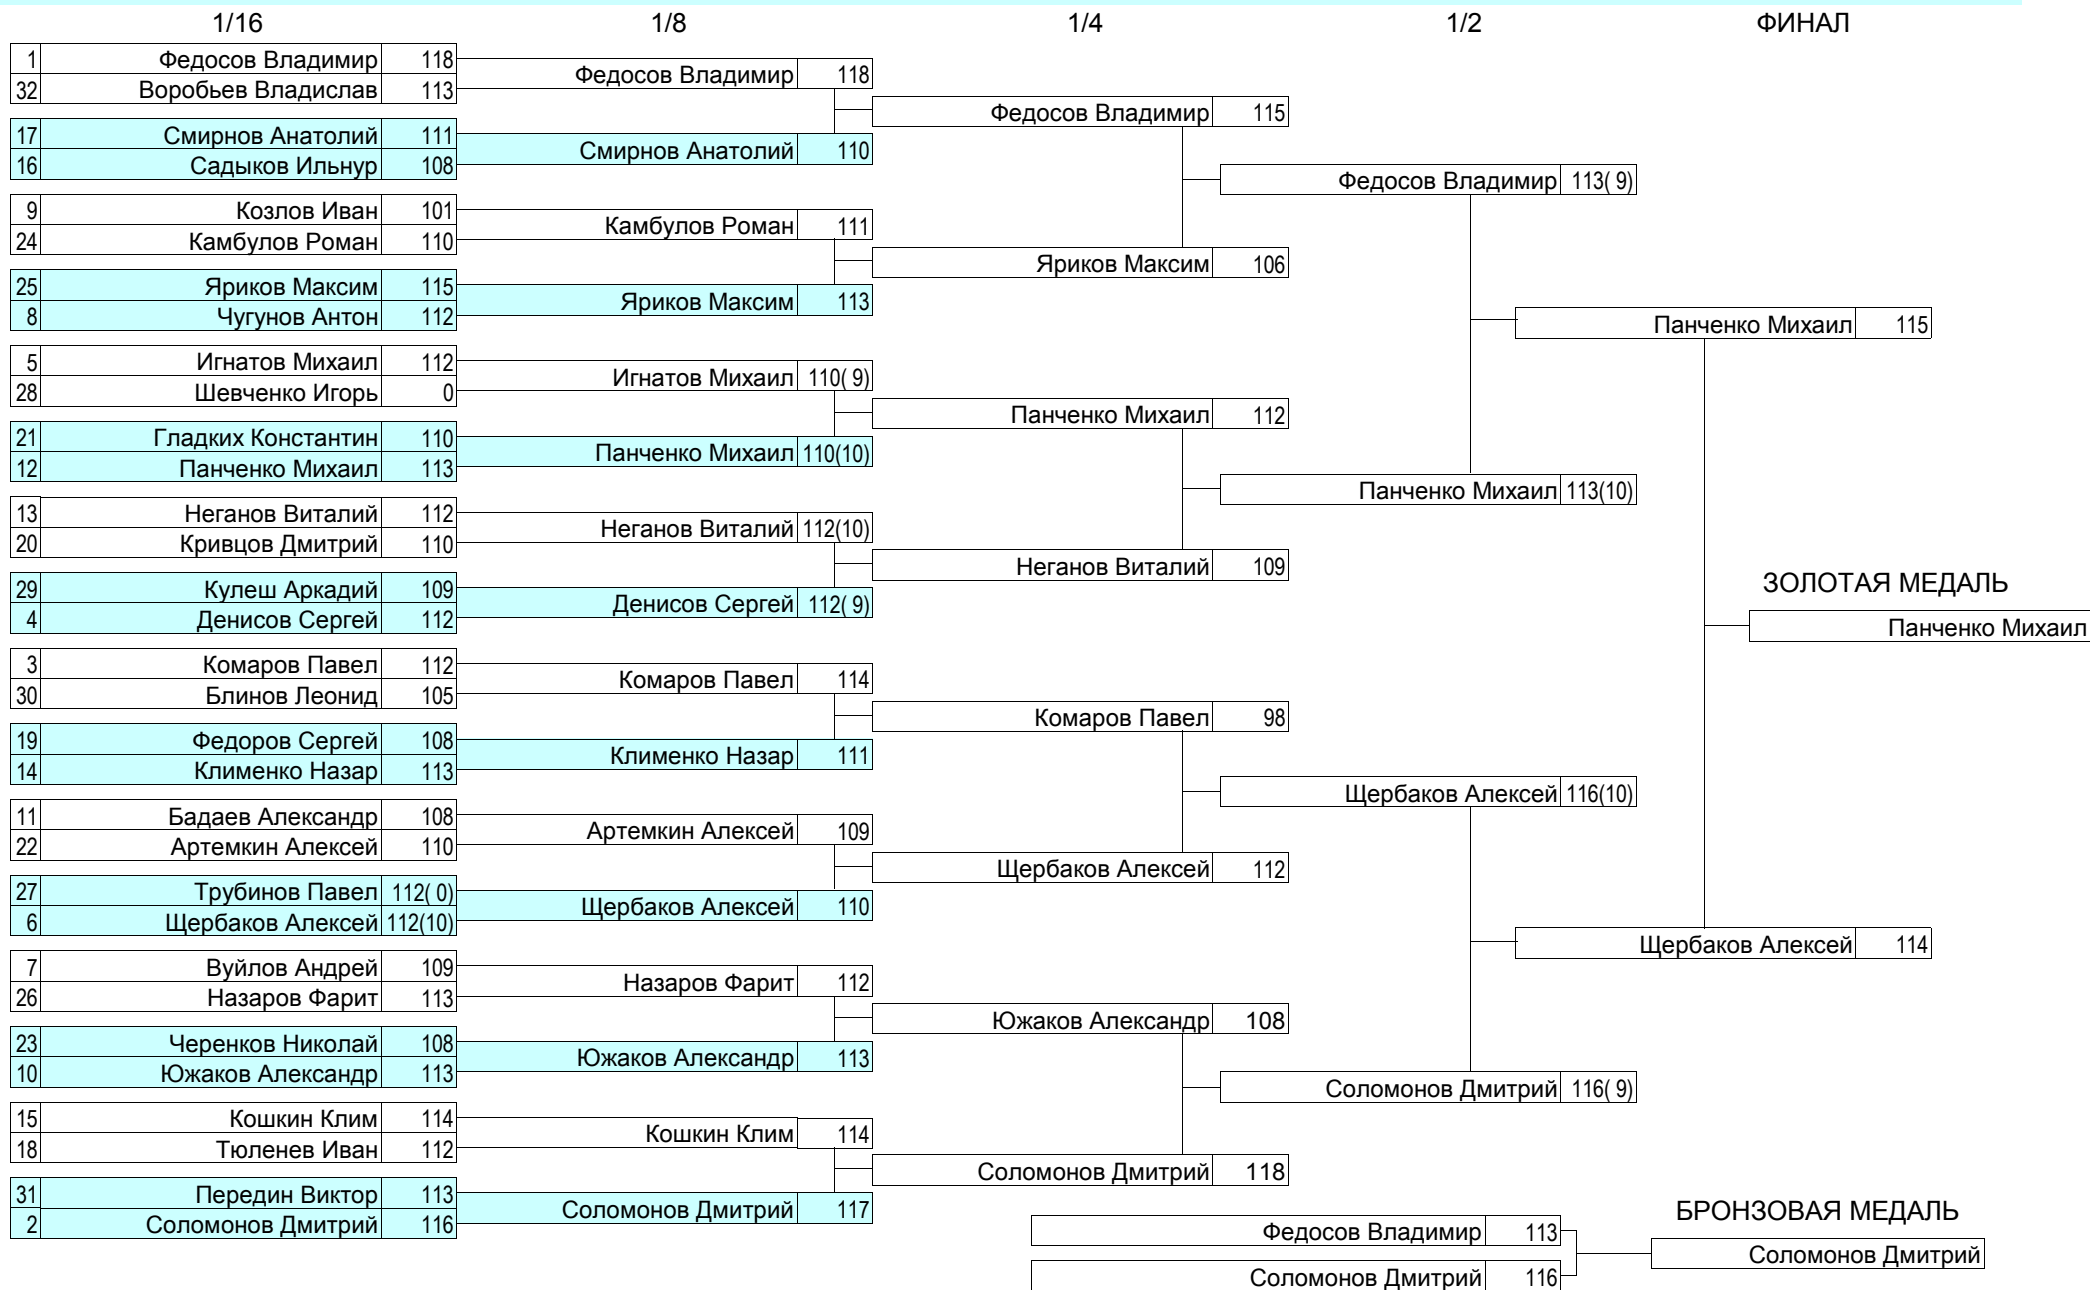 1/16 1/8 1/4 1/2 ФИНАЛ
1 Федосов Владимир 118
32 Воробьев Владислав 113
17 Смирнов Анатолий 111
16 Садыков Ильнур 108
9 Козлов Иван 101
24 Камбулов Роман 110
25 Яриков Максим 115
8 Чугунов Антон 112
5 Игнатов Михаил 112
28 Шевченко Игорь 0
21 Гладких Константин 110
12 Панченко Михаил 113
13 Неганов Виталий 112
20 Кривцов Дмитрий 110
29 Кулеш Аркадий 109
4 Денисов Сергей 112
3 Комаров Павел 112
30 Блинов Леонид 105
19 Федоров Сергей 108
14 Клименко Назар 113
11 Бадаев Александр 108
22 Артемкин Алексей 110
27 Трубинов Павел 112( 0)
6 Щербаков Алексей 112(10)
7 Вуйлов Андрей 109
26 Назаров Фарит 113
23 Черенков Николай 108
10 Южаков Александр 113
15 Кошкин Клим 114
18 Тюленев Иван 112
31 Передин Виктор 113
2 Соломонов Дмитрий 116
Федосов Владимир 118
Смирнов Анатолий 110
Камбулов Роман 111
Яриков Максим 113
Игнатов Михаил 110( 9)
Панченко Михаил 110(10)
Неганов Виталий 112(10)
Денисов Сергей 112( 9)
Комаров Павел 114
Клименко Назар 111
Артемкин Алексей 109
Щербаков Алексей 110
Назаров Фарит 112
Южаков Александр 113
Кошкин Клим 114
Соломонов Дмитрий 117
Федосов Владимир 115
Яриков Максим 106
Панченко Михаил 112
Неганов Виталий 109
Комаров Павел 98
Щербаков Алексей 112
Южаков Александр 108
Соломонов Дмитрий 118
Федосов Владимир 113( 9)
Панченко Михаил 113(10)
Щербаков Алексей 116(10)
Соломонов Дмитрий 116( 9)
Панченко Михаил 115
Щербаков Алексей 114
ЗОЛОТАЯ МЕДАЛЬ
Панченко Михаил
Федосов Владимир 113
Соломонов Дмитрий 116
БРОНЗОВАЯ МЕДАЛЬ
Соломонов Дмитрий